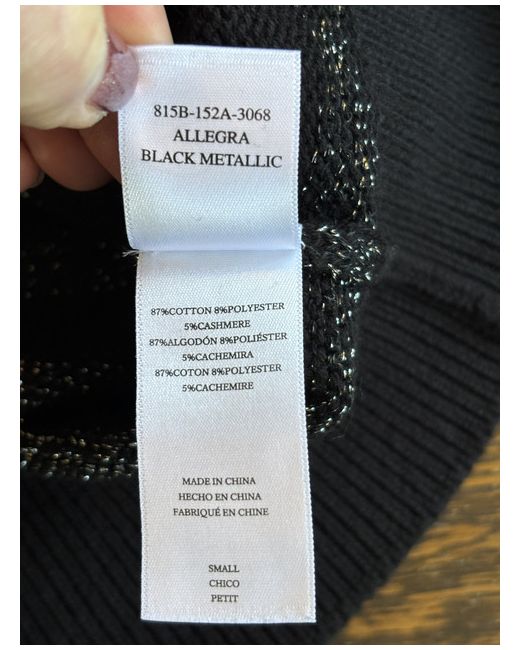 815B-152A-3068
ALLEGRA
BLACK METALLIC
87%COTTON 8%POLYESTER
5%CASHMERE
87%ALGODÓN 8%POLIÉSTER
5%CACHEMIRA
87%COTON 8%POLYESTER
5%CACHEMIRE
MADE IN CHINA
HECHO EN CHINA
FABRIQUÉ EN CHINE
SMALL
CHICO
PETIT